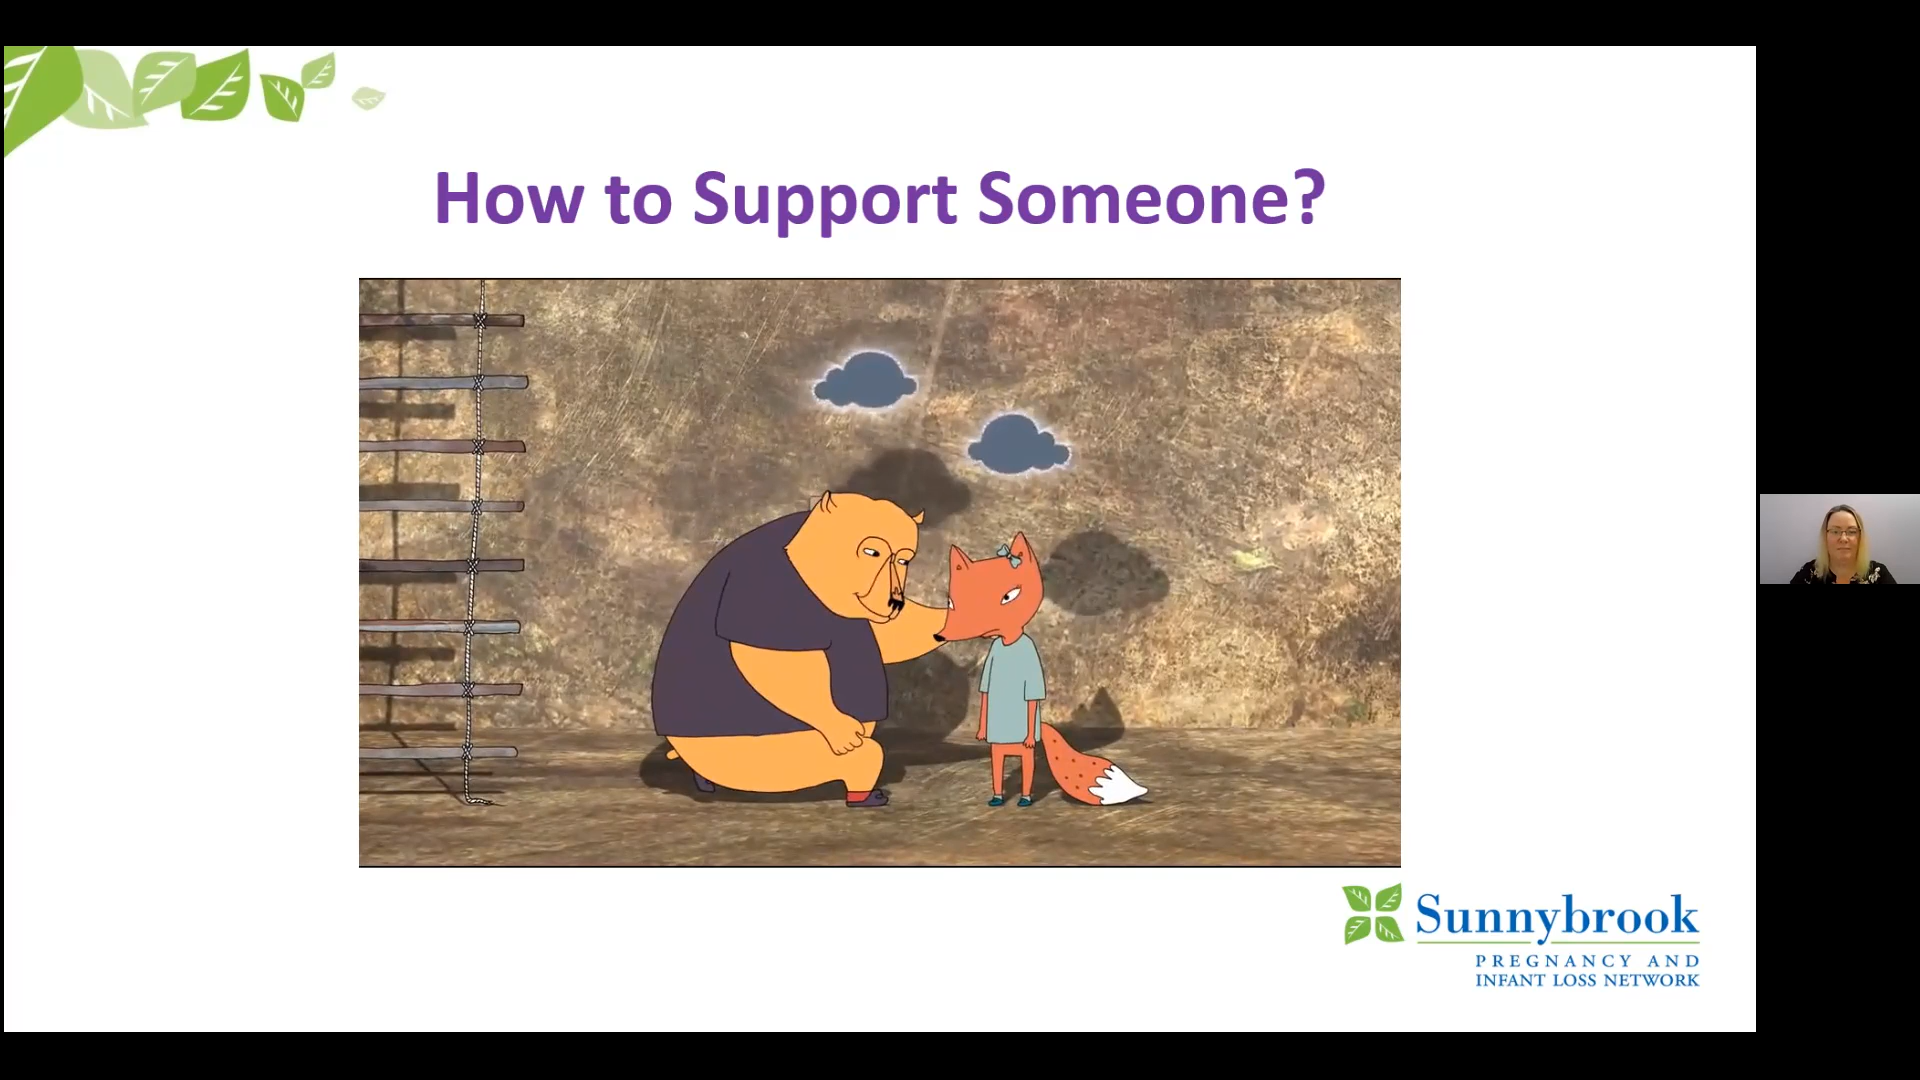 How to Support Someone?
Sunnybrook
PREGNANCY AND
INFANT LOSS NETWORK